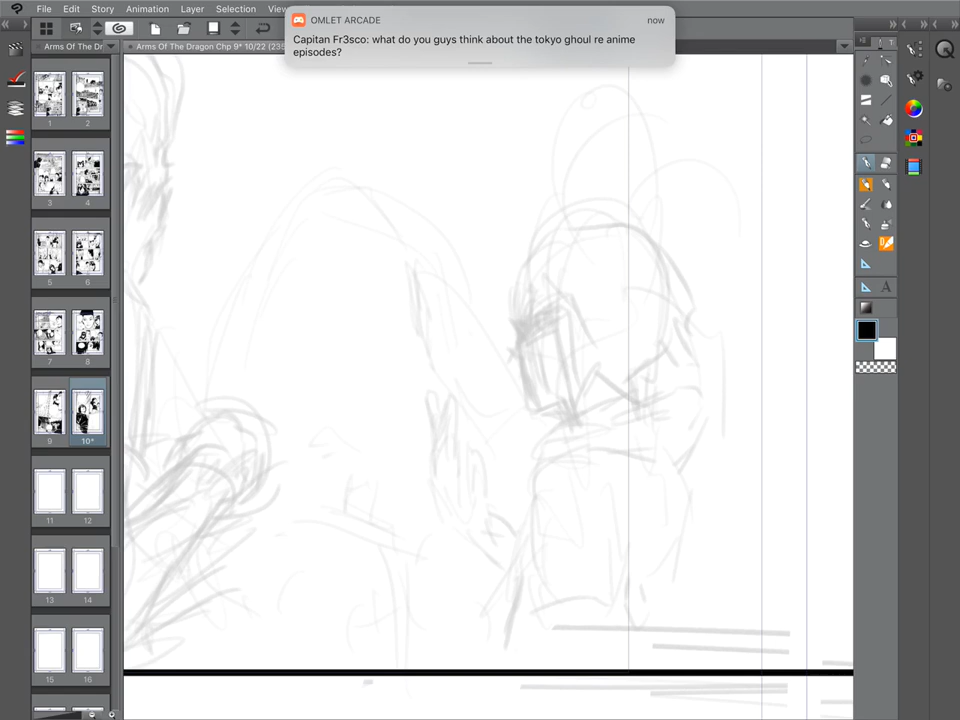 File Edit Story Animation Layer Selection View
OMLET ARCADE
now
Capitan Fr3sco: what do you guys think about the tokyo ghoul re anime
episodes?
Arms Of The Dr
Arms Of The Dragon Chp 9* 10/22 (235
T
1 2
3 4
5 6
7 8
9 10*
11 12
13 14
15 16
A